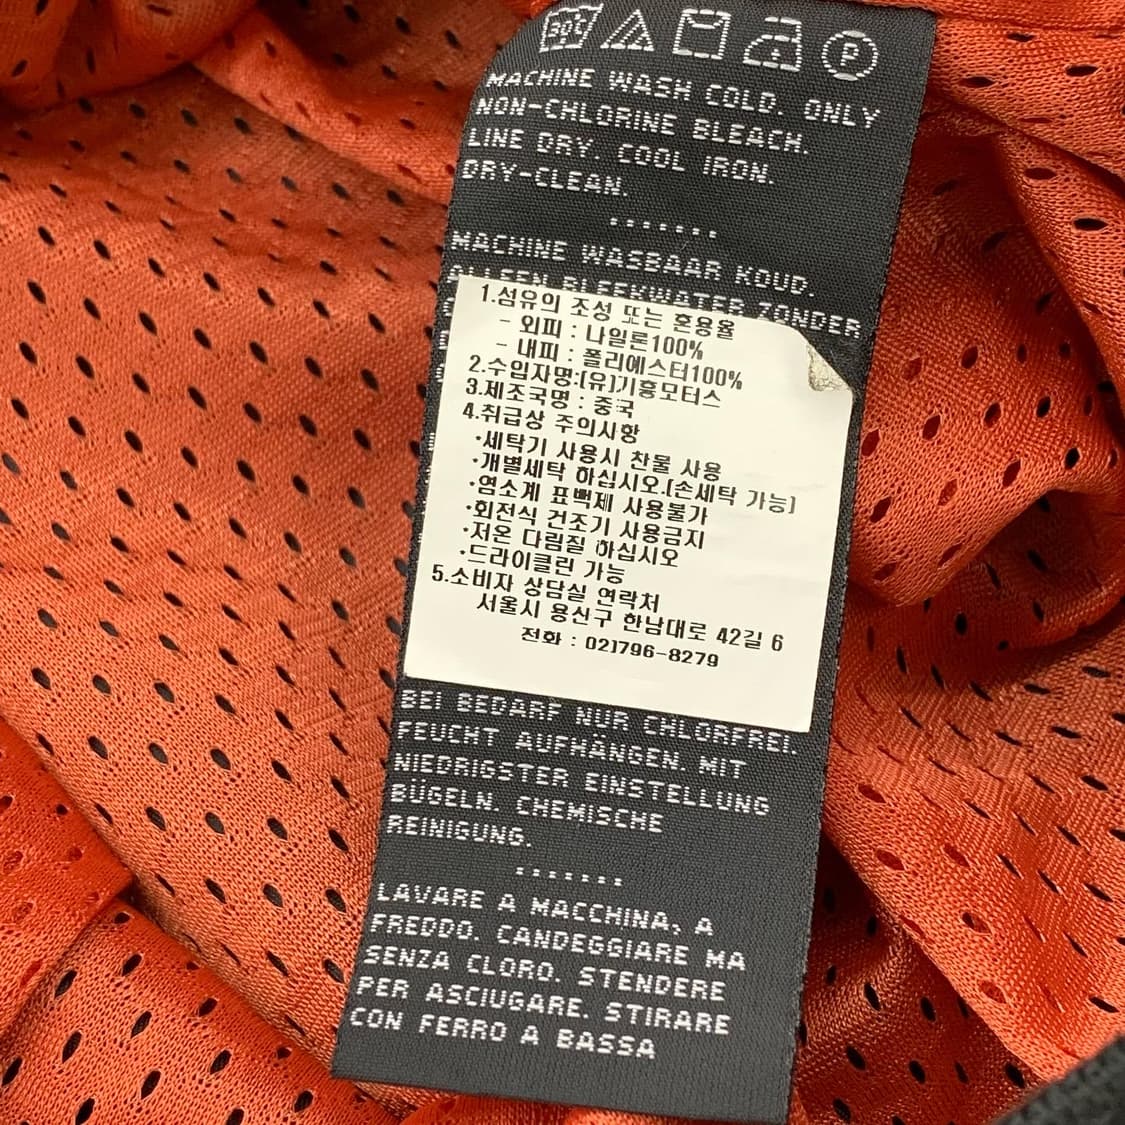 30℃
P
MACHINE WASH COLD. ONLY
NON-CHLORINE BLEACH.
LINE DRY. COOL IRON.
DRY-CLEAN.
.......
MACHINE WASBAAR KOUD.
ALLEEN BLEEKWATER ZONDER
1.섬유의 조성 또는 혼용율
- 외피 : 나일론100%
- 내피 : 폴리에스터100%
2.수입자명:(유)기흥모터스
3.제조국명 : 중국
4.취급상 주의사항
·세탁기 사용시 찬물 사용
·개별세탁 하십시오.(손세탁 가능)
·염소계 표백제 사용불가
·회전식 건조기 사용금지
·저온 다림질 하십시오
·드라이클린 가능
5.소비자 상담실 연락처
서울시 용산구 한남대로 42길 6
전화 : 02)796-8279
BEI BEDARF NUR CHLORFREI.
FEUCHT AUFHÄNGEN. MIT
NIEDRIGSTER EINSTELLUNG
BÜGELN. CHEMISCHE
REINIGUNG.
.......
LAVARE A MACCHINA, A
FREDDO. CANDEGGIARE MA
SENZA CLORO. STENDERE
PER ASCIUGARE. STIRARE
CON FERRO A BASSA